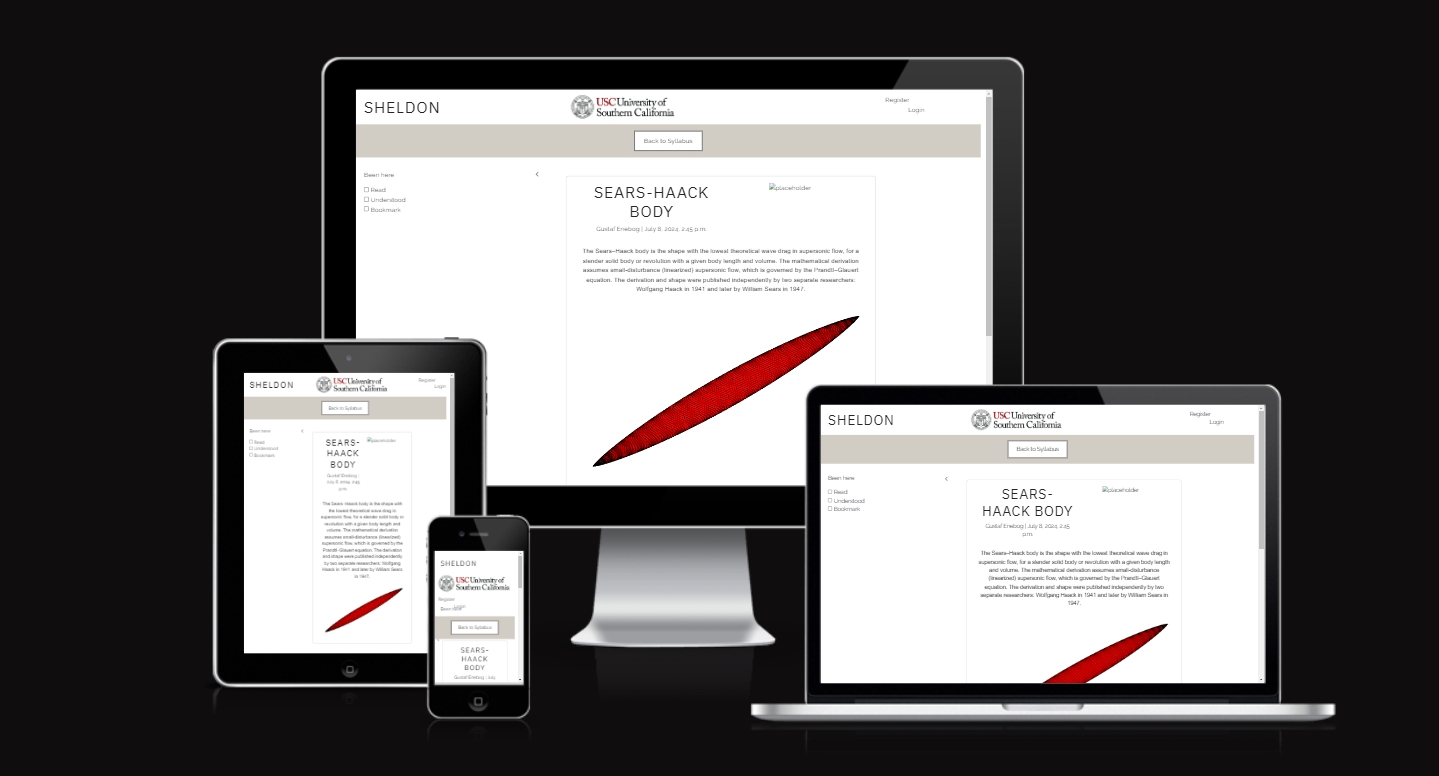 SHELDON
USC University of
Southern California
Register
Login
Back to Syllabus
Been here
Read
Understood
Bookmark
SEARS-HAACK
BODY
placeholder
Gustaf Enebog | July 8, 2024, 2:45 p.m.
The Sears–Haack body is the shape with the lowest theoretical wave drag in supersonic flow, for a
slender solid body or revolution with a given body length and volume. The mathematical derivation
assumes small-disturbance (linearized) supersonic flow, which is governed by the Prandtl–Glauert
equation. The derivation and shape were published independently by two separate researchers:
Wolfgang Haack in 1941 and later by William Sears in 1947.
SHELDON
USC University of
Southern California
Register
Login
Back to Syllabus
Been here
Read
Understood
Bookmark
SEARS-
HAACK
BODY
placeholder
Gustaf Enebog |
July 8, 2024, 2:45
p.m.
The Sears–Haack body is the shape with
the lowest theoretical wave drag in
supersonic flow, for a slender solid body or
revolution with a given body length and
volume. The mathematical derivation
assumes small-disturbance (linearized)
supersonic flow, which is governed by the
Prandtl–Glauert equation. The derivation
and shape were published independently
by two separate researchers: Wolfgang
Haack in 1941 and later by William Sears
in 1947.
SHELDON
USC University of
Southern California
Register
Login
Been here
Back to Syllabus
SEARS-
HAACK
BODY
Gustaf Enebog | July
SHELDON
USC University of
Southern California
Register
Login
Back to Syllabus
Been here
Read
Understood
Bookmark
SEARS-
HAACK BODY
placeholder
Gustaf Enebog | July 8, 2024, 2:45
p.m.
The Sears–Haack body is the shape with the lowest theoretical wave drag in
supersonic flow, for a slender solid body or revolution with a given body length
and volume. The mathematical derivation assumes small-disturbance
(linearized) supersonic flow, which is governed by the Prandtl–Glauert
equation. The derivation and shape were published independently by two
separate researchers: Wolfgang Haack in 1941 and later by William Sears in
1947.